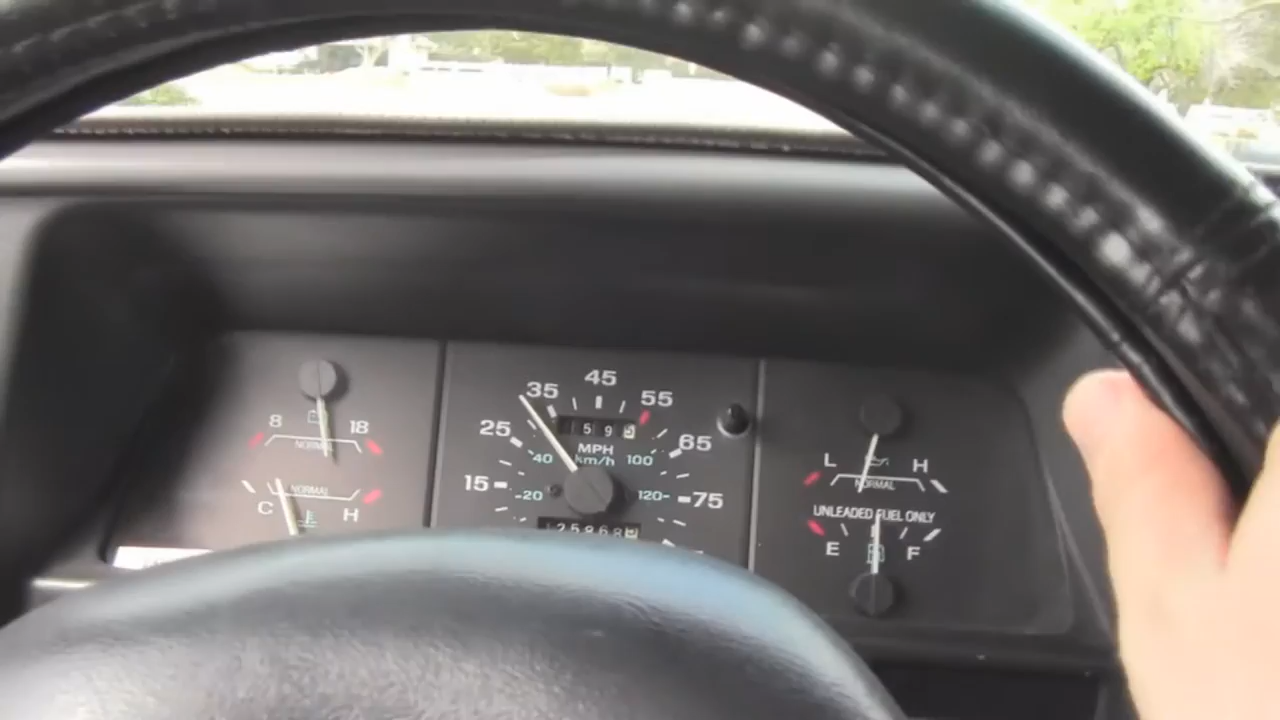 8 18
NORMAL
NORMAL
C H
15 25 35 45 55 65 75
MPH
km/h
20 40 100 120
L H
NORMAL
UNLEADED FUEL ONLY
E F